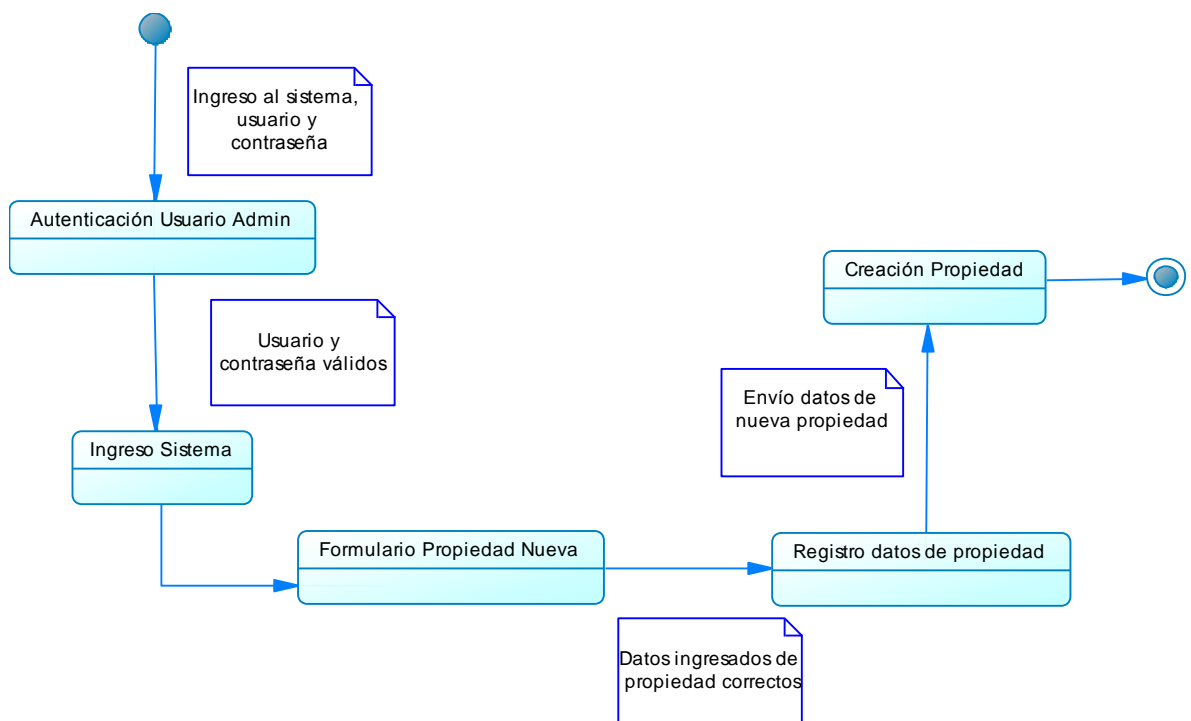 Ingreso al sistema,
usuario y
contraseña
Autenticación Usuario Admin
Usuario y
contraseña válidos
Ingreso Sistema
Formulario Propiedad Nueva
Datos ingresados de
propiedad correctos
Registro datos de propiedad
Envío datos de
nueva propiedad
Creación Propiedad